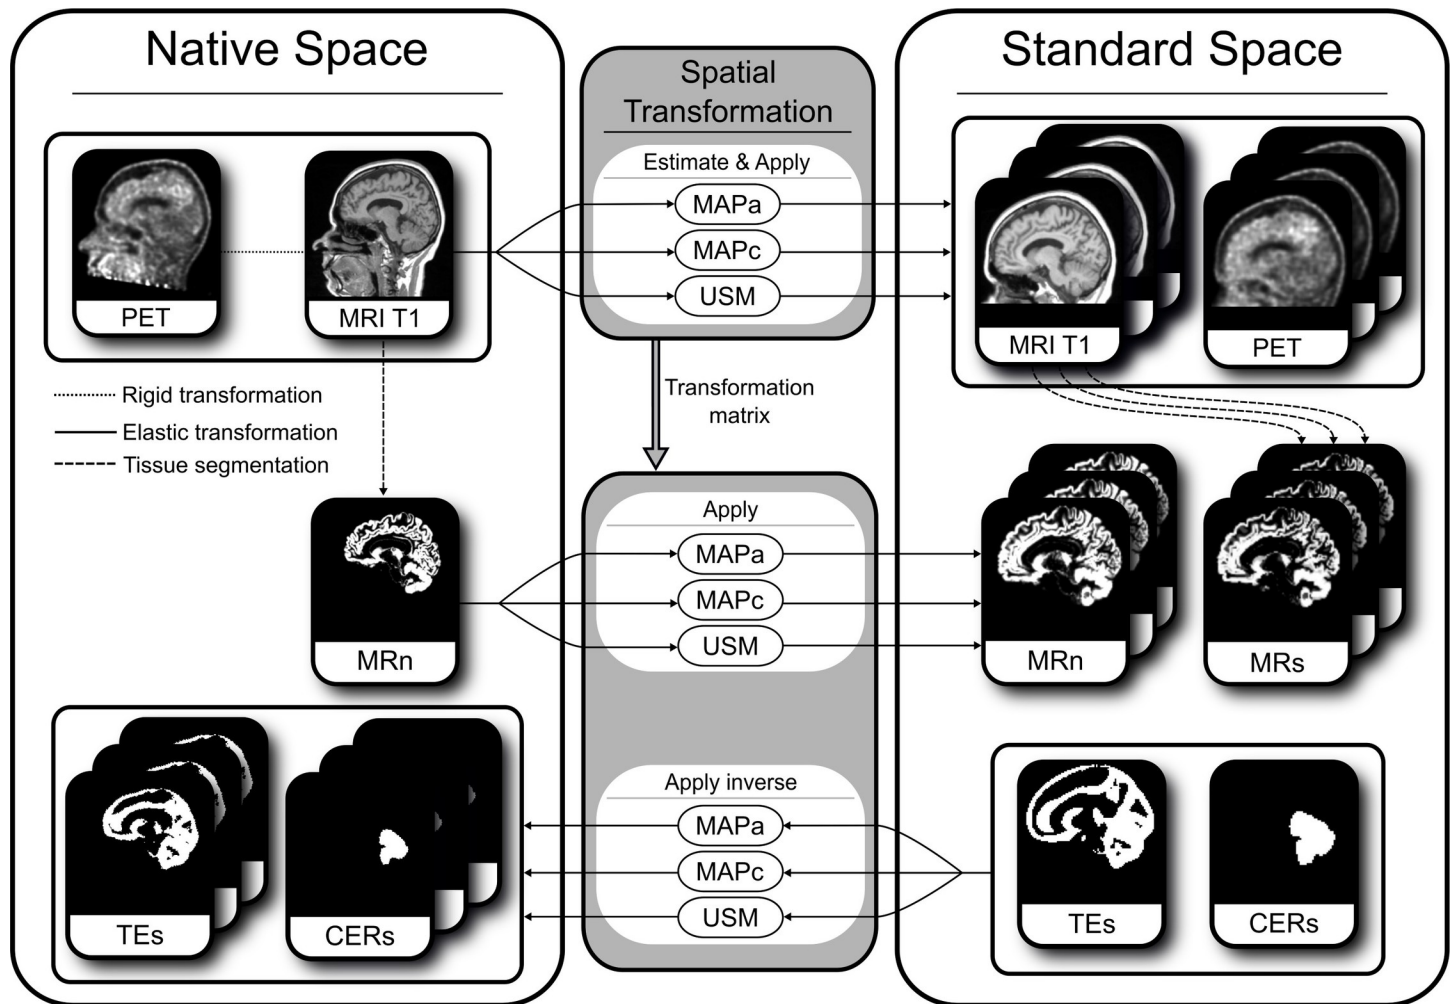 Native Space
PET
MRI T1
Rigid transformation
Elastic transformation
Tissue segmentation
MRn
TEs
CERs
Spatial
Transformation
Estimate & Apply
MAPa
MAPc
USM
Transformation
matrix
Apply
MAPa
MAPc
USM
Apply inverse
MAPa
MAPc
USM
Standard Space
MRI T1
PET
MRn
MRs
TEs
CERs